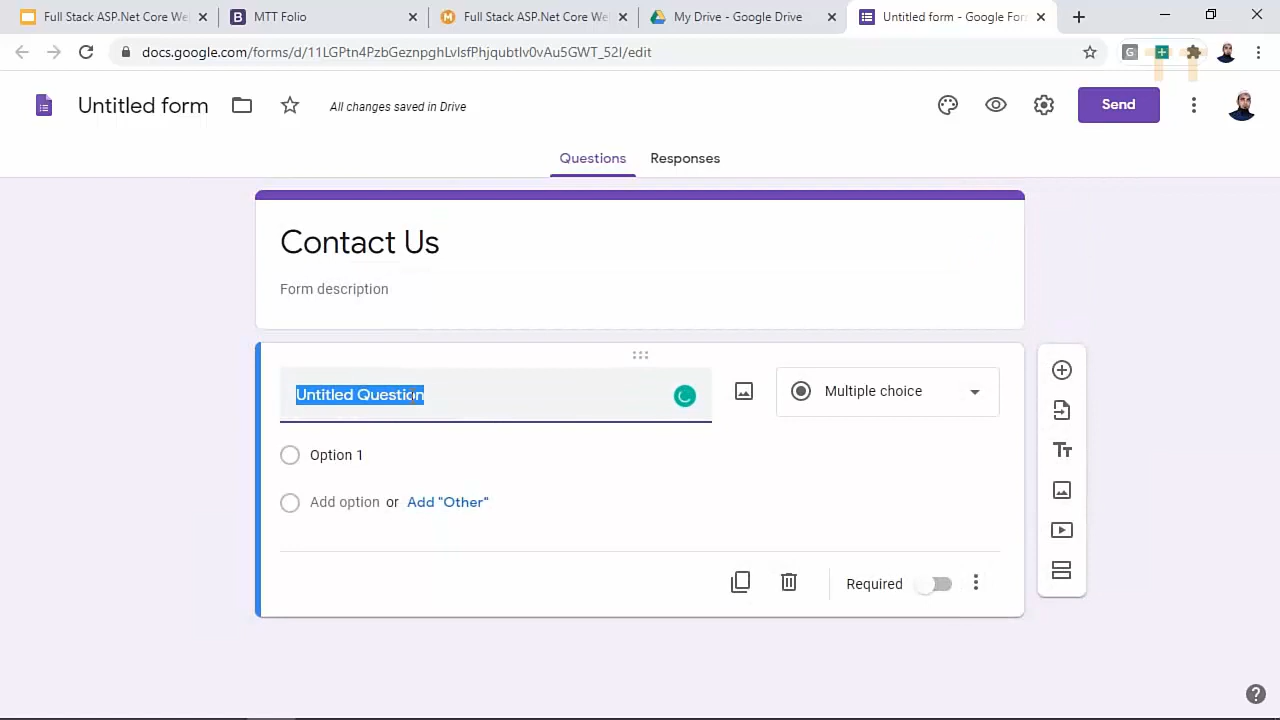 Full Stack ASP.Net Core We
MTT Folio
Full Stack ASP.Net Core We
My Drive - Google Drive
Untitled form - Google For
docs.google.com/forms/d/11LGPtn4PzbGeznpghLvlsfPhjgubtlv0vAu5GWT_52I/edit
Untitled form
All changes saved in Drive
Send
Questions
Responses
Contact Us
Form description
Untitled Question
Multiple choice
Option 1
Add option or Add "Other"
Required